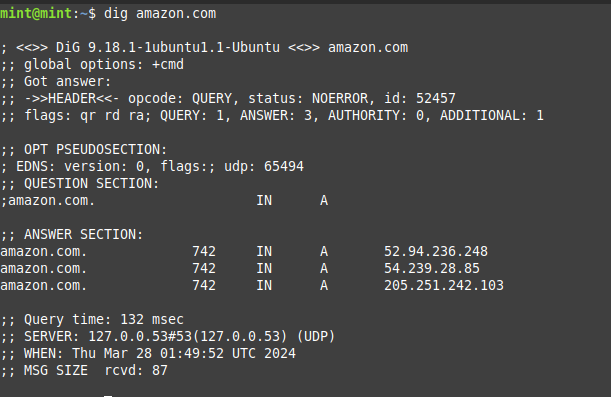 mint@mint:~$ dig amazon.com
; <<>> DiG 9.18.1-1ubuntu1.1-Ubuntu <<>> amazon.com
;; global options: +cmd
;; Got answer:
;; ->>HEADER<<- opcode: QUERY, status: NOERROR, id: 52457
;; flags: qr rd ra; QUERY: 1, ANSWER: 3, AUTHORITY: 0, ADDITIONAL: 1
;; OPT PSEUDOSECTION:
; EDNS: version: 0, flags:; udp: 65494
;; QUESTION SECTION:
;amazon.com. IN A
;; ANSWER SECTION:
amazon.com. 742 IN A 52.94.236.248
amazon.com. 742 IN A 54.239.28.85
amazon.com. 742 IN A 205.251.242.103
;; Query time: 132 msec
;; SERVER: 127.0.0.53#53(127.0.0.53) (UDP)
;; WHEN: Thu Mar 28 01:49:52 UTC 2024
;; MSG SIZE  rcvd: 87